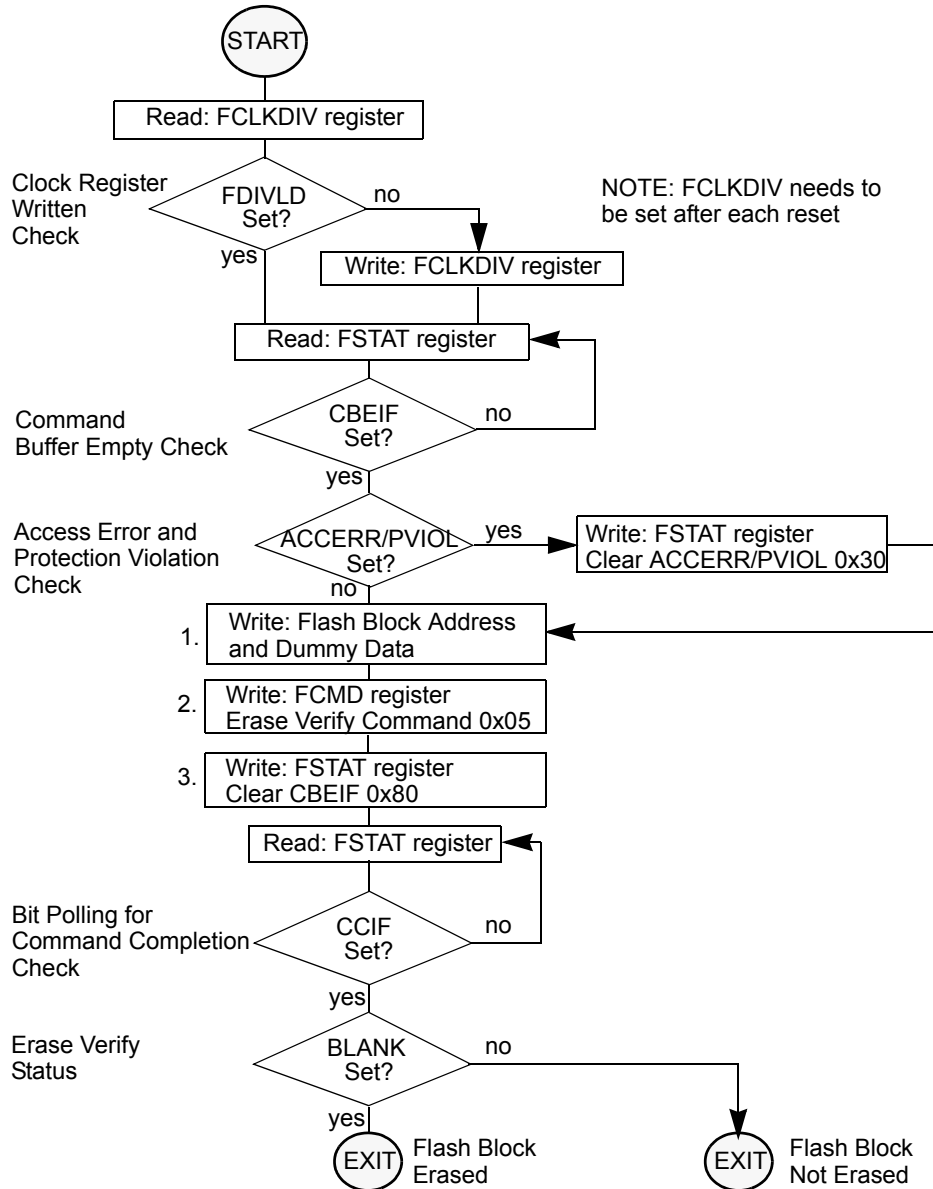 START
Read: FCLKDIV register
Clock Register
Written
Check
FDIVLD
Set?
no
yes
NOTE: FCLKDIV needs to
be set after each reset
Write: FCLKDIV register
Read: FSTAT register
Command
Buffer Empty Check
CBEIF
Set?
no
yes
Access Error and
Protection Violation
Check
ACCERR/PVIOL
Set?
yes
no
Write: FSTAT register
Clear ACCERR/PVIOL 0x30
1.
Write: Flash Block Address
and Dummy Data
2.
Write: FCMD register
Erase Verify Command 0x05
3.
Write: FSTAT register
Clear CBEIF 0x80
Read: FSTAT register
Bit Polling for
Command Completion
Check
CCIF
Set?
no
yes
Erase Verify
Status
BLANK
Set?
no
yes
EXIT
Flash Block
Erased
EXIT
Flash Block
Not Erased